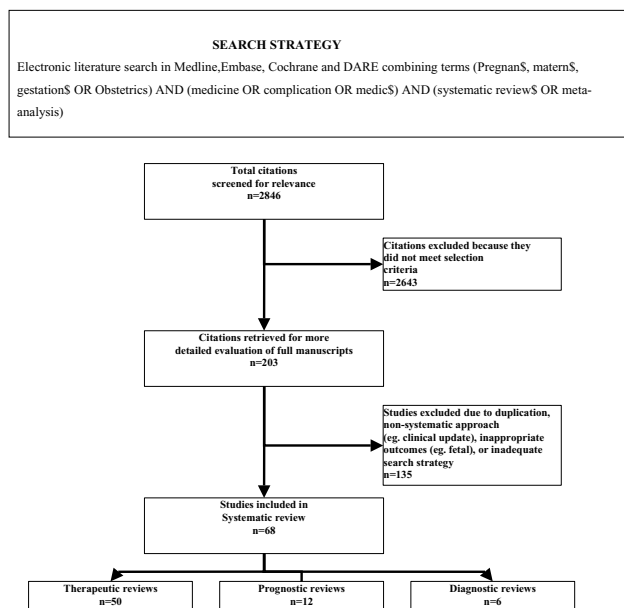 SEARCH STRATEGY
Electronic literature search in Medline,Embase, Cochrane and DARE combining terms (Pregnan$, matern$,
gestation$ OR Obstetrics) AND (medicine OR complication OR medic$) AND (systematic review$ OR meta-
analysis)
Total citations
screened for relevance
n=2846
Citations excluded because they
did not meet selection
criteria
n=2643
Citations retrieved for more
detailed evaluation of full manuscripts
n=203
Studies excluded due to duplication,
non-systematic approach
(eg. clinical update), inappropriate
outcomes (eg. fetal), or inadequate
search strategy
n=135
Studies included in
Systematic review
n=68
Therapeutic reviews
n=50
Prognostic reviews
n=12
Diagnostic reviews
n=6